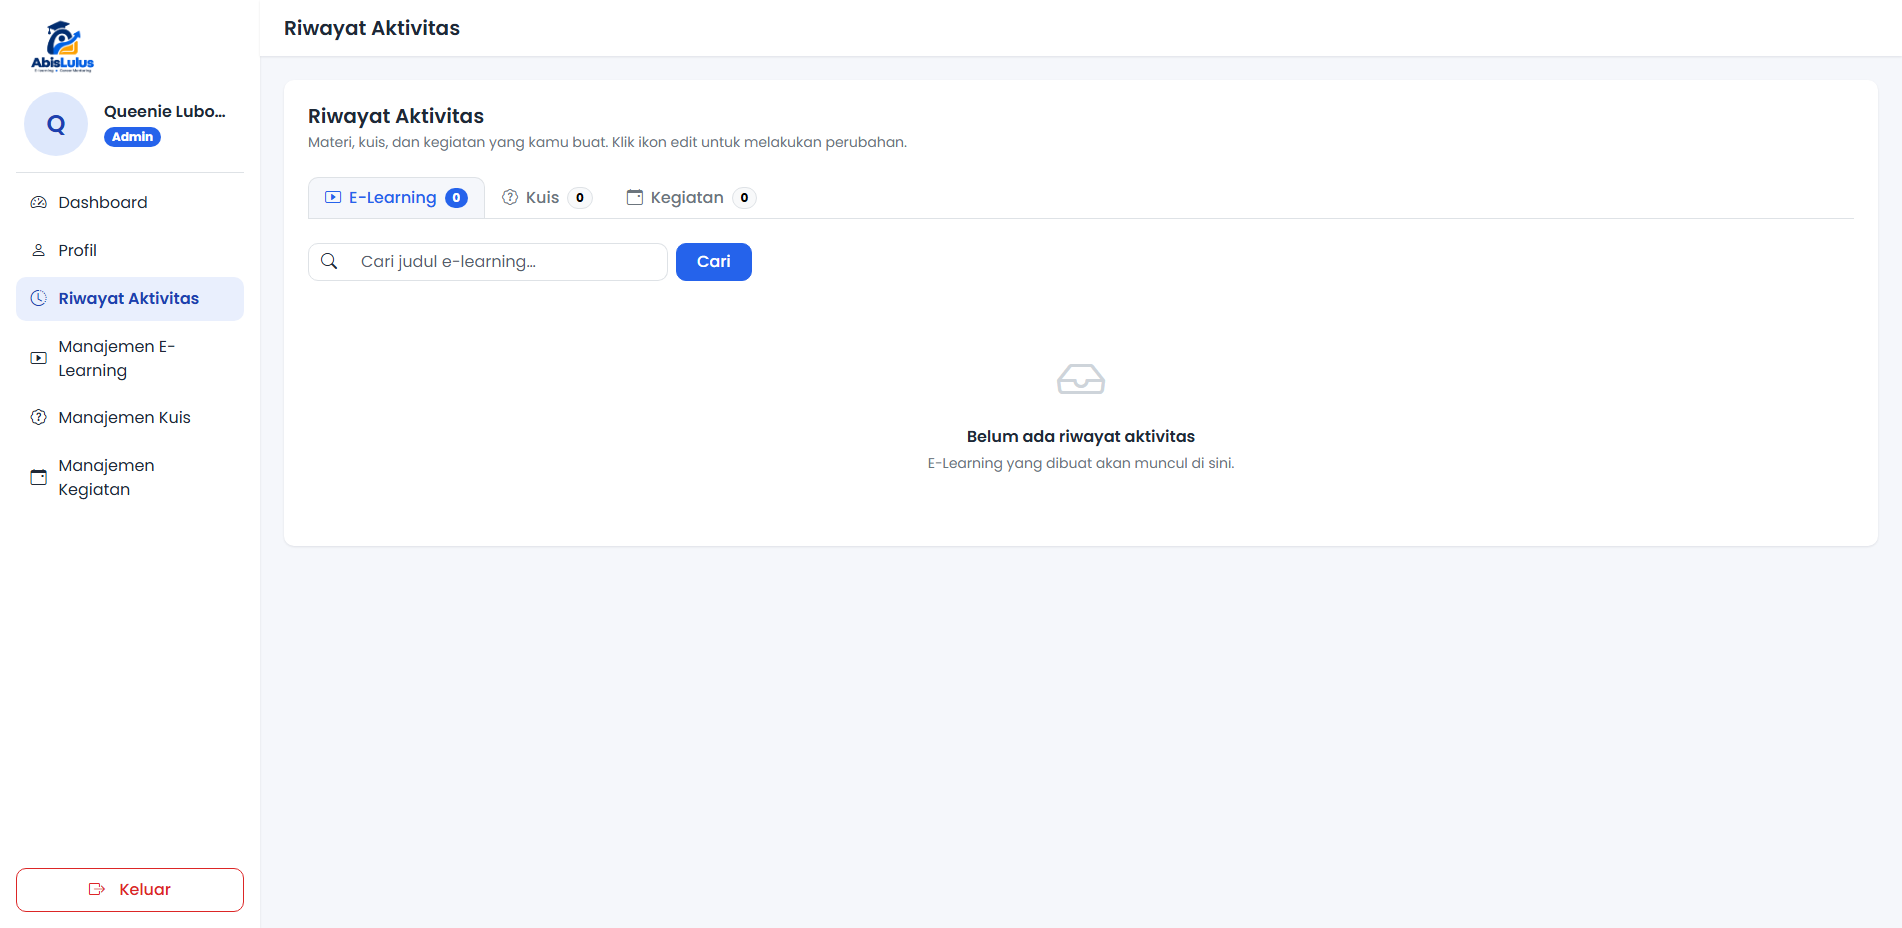 AbisLulus
Q
Queenie Lubo...
Admin
Dashboard
Profil
Riwayat Aktivitas
Manajemen E-
Learning
Manajemen Kuis
Manajemen
Kegiatan
Keluar
Riwayat Aktivitas
Riwayat Aktivitas
Materi, kuis, dan kegiatan yang kamu buat. Klik ikon edit untuk melakukan perubahan.
E-Learning 0 Kuis 0 Kegiatan 0
Cari judul e-learning... Cari
Belum ada riwayat aktivitas
E-Learning yang dibuat akan muncul di sini.